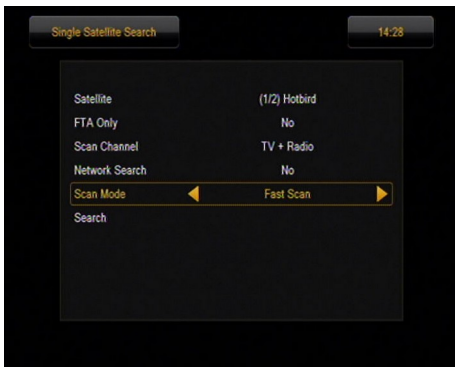 Single Satellite Search 14:28
Satellite (1/2) Hotbird
FTA Only No
Scan Channel TV + Radio
Network Search No
Scan Mode Fast Scan
Search